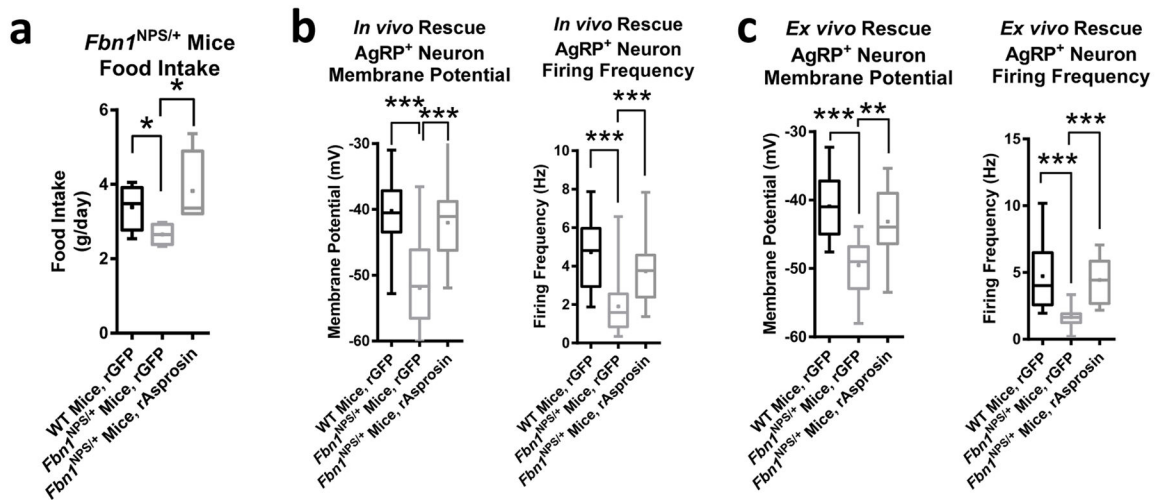 a
Fbn1NPS/+ Mice
Food Intake
*
*
6
4
2
0
Food Intake
(g/day)
WT Mice, rGFP
Fbn1NPS/+ Mice, rGFP
Fbn1NPS/+ Mice, rAsprosin
b
In vivo Rescue
AgRP+ Neuron
Membrane Potential
*** ***
-30
-40
-50
-60
Membrane Potential (mV)
WT Mice, rGFP
Fbn1NPS/+ Mice, rGFP
Fbn1NPS/+ Mice, rAsprosin
In vivo Rescue
AgRP+ Neuron
Firing Frequency
***
***
10
8
6
4
2
0
Firing Frequency (Hz)
WT Mice, rGFP
Fbn1NPS/+ Mice, rGFP
Fbn1NPS/+ Mice, rAsprosin
c
Ex vivo Rescue
AgRP+ Neuron
Membrane Potential
*** **
-30
-40
-50
-60
Membrane Potential (mV)
WT Mice, rGFP
Fbn1NPS/+ Mice, rGFP
Fbn1NPS/+ Mice, rAsprosin
Ex vivo Rescue
AgRP+ Neuron
Firing Frequency
***
***
15
10
5
0
Firing Frequency (Hz)
WT Mice, rGFP
Fbn1NPS/+ Mice, rGFP
Fbn1NPS/+ Mice, rAsprosin